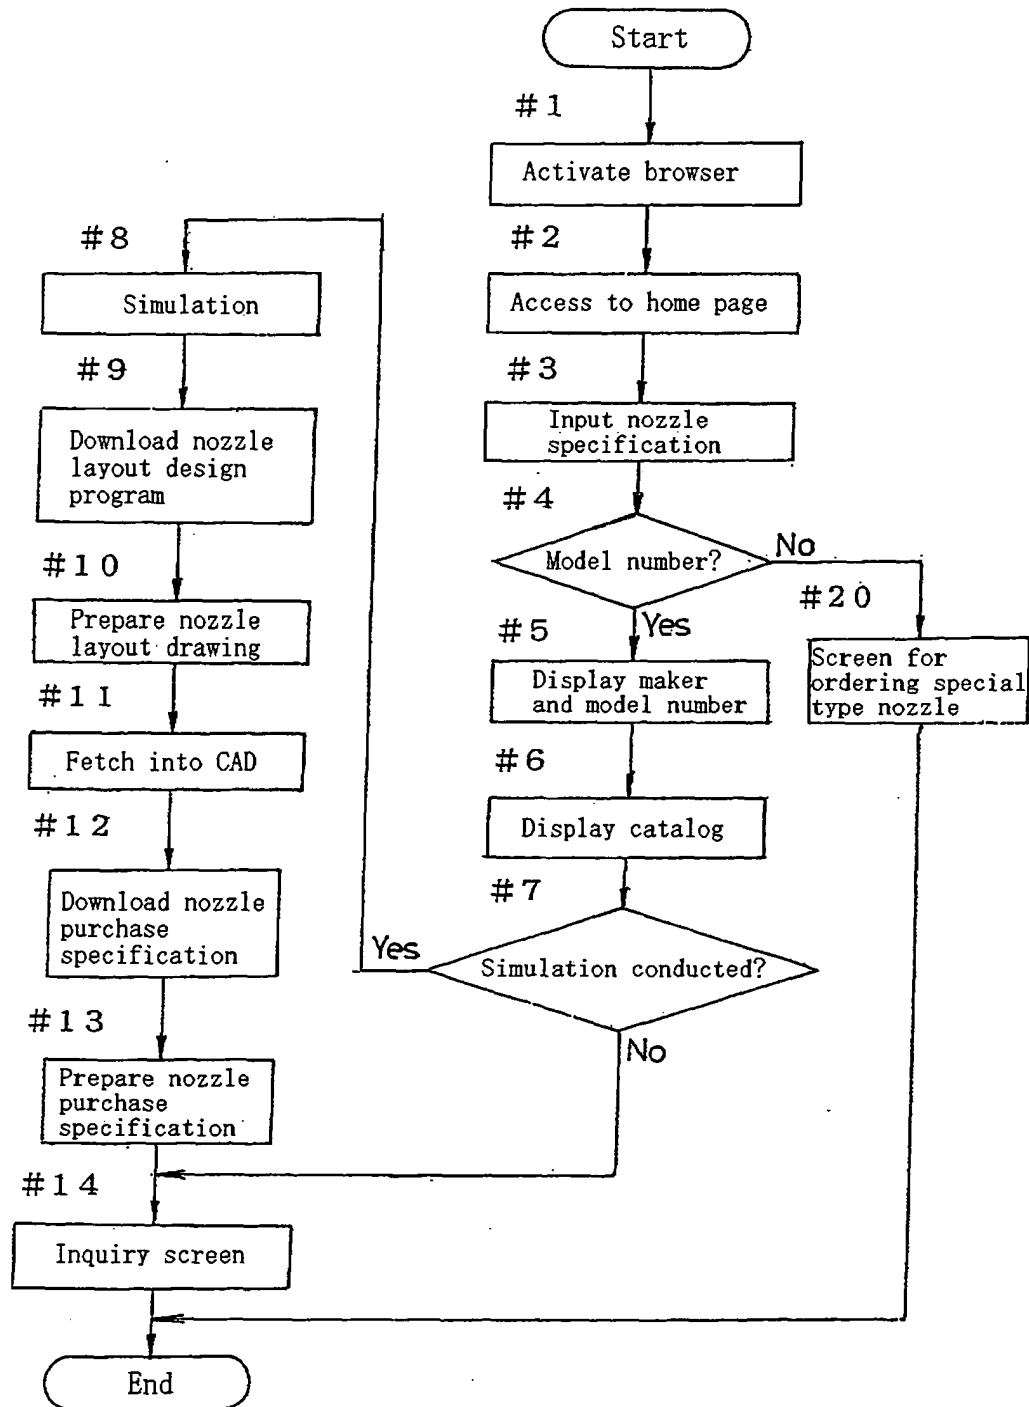 Start
#1
Activate browser
#2
Access to home page
#3
Input nozzle
specification
#4
Model number?
No
#20
Screen for
ordering special
type nozzle
Yes
#5
Display maker
and model number
#6
Display catalog
#7
Simulation conducted?
Yes
No
#8
Simulation
#9
Download nozzle
layout design
program
#10
Prepare nozzle
layout drawing
#11
Fetch into CAD
#12
Download nozzle
purchase
specification
#13
Prepare nozzle
purchase
specification
#14
Inquiry screen
End